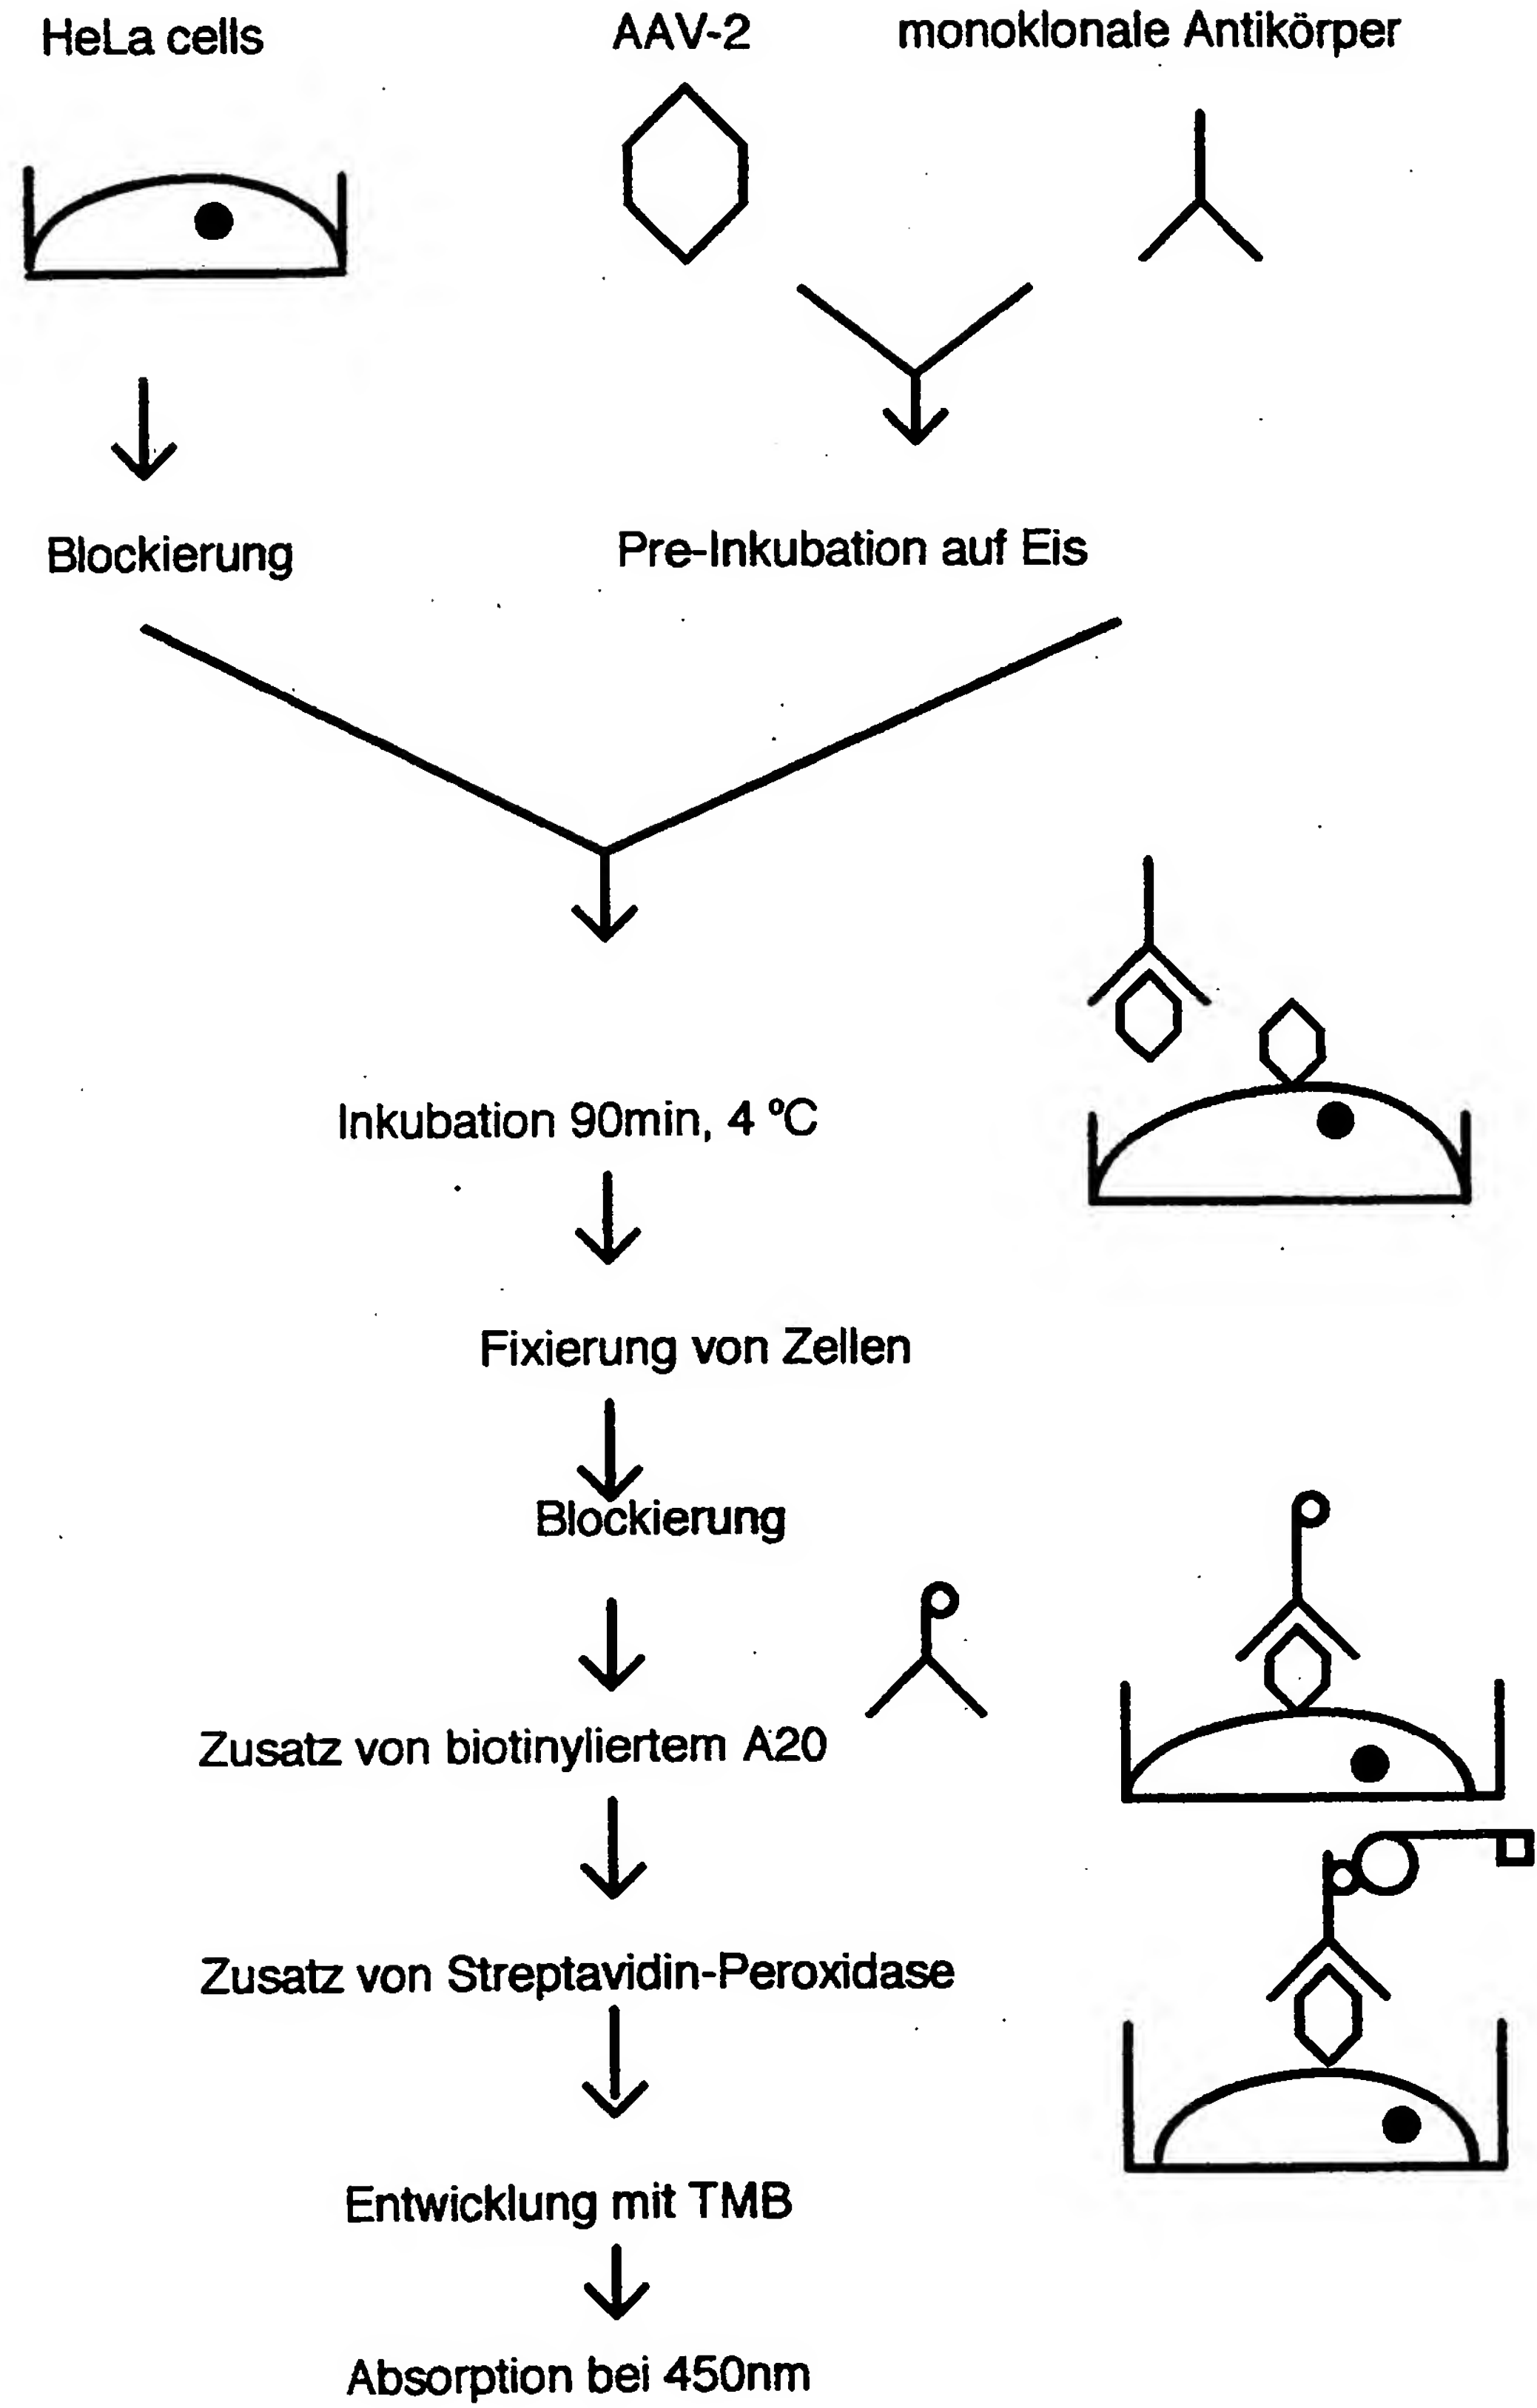 HeLa cells
AAV-2
monoklonale Antikörper
Blockierung
Pre-Inkubation auf Eis
Inkubation 90min, 4 ºC
Fixierung von Zellen
Blockierung
Zusatz von biotinyliertem A20
Zusatz von Streptavidin-Peroxidase
Entwicklung mit TMB
Absorption bei 450nm